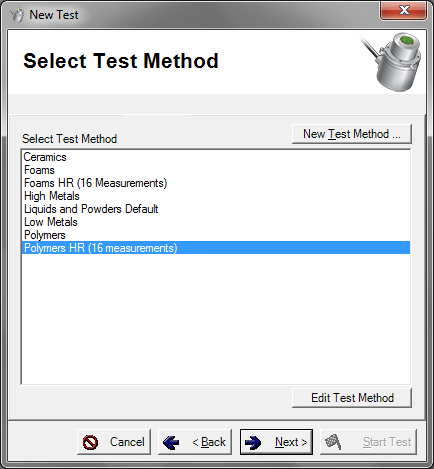 New Test
Select Test Method
Select Test Method
New Test Method ...
Ceramics
Foams
Foams HR (16 Measurements)
High Metals
Liquids and Powders Default
Low Metals
Polymers
Polymers HR (16 measurements)
Edit Test Method
Cancel
< Back
Next >
Start Test